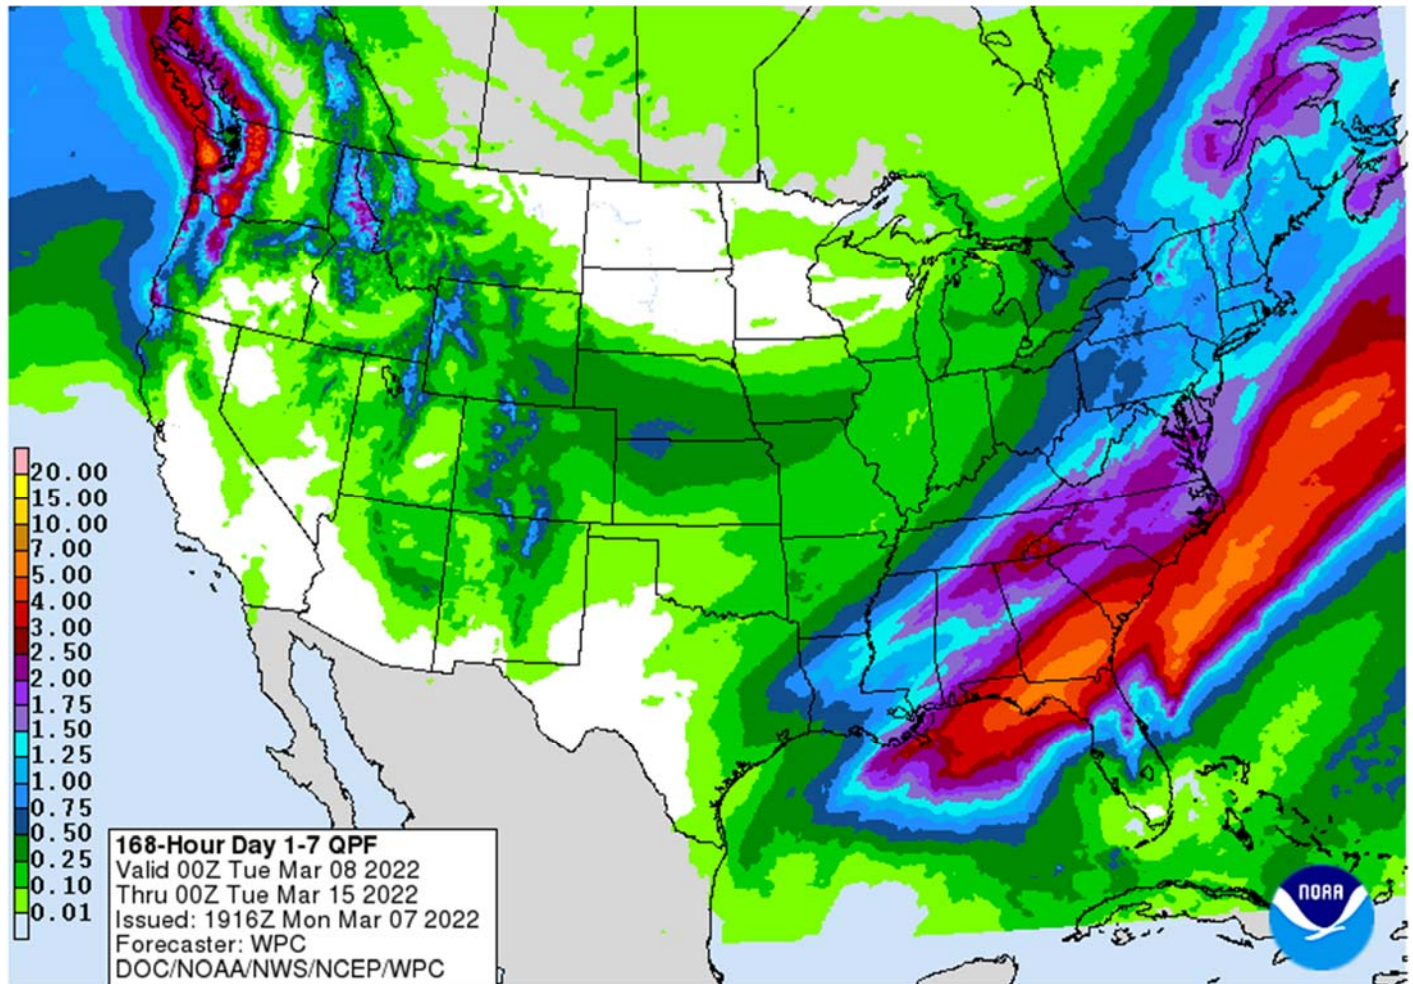 20.00
15.00
10.00
7.00
5.00
4.00
3.00
2.50
2.00
1.75
1.50
1.25
1.00
0.75
0.50
0.25
0.10
0.01
168-Hour Day 1-7 QPF
Valid 00Z Tue Mar 08 2022
Thru 00Z Tue Mar 15 2022
Issued: 1916Z Mon Mar 07 2022
Forecaster: WPC
DOC/NOAA/NWS/NCEP/WPC
NOAA